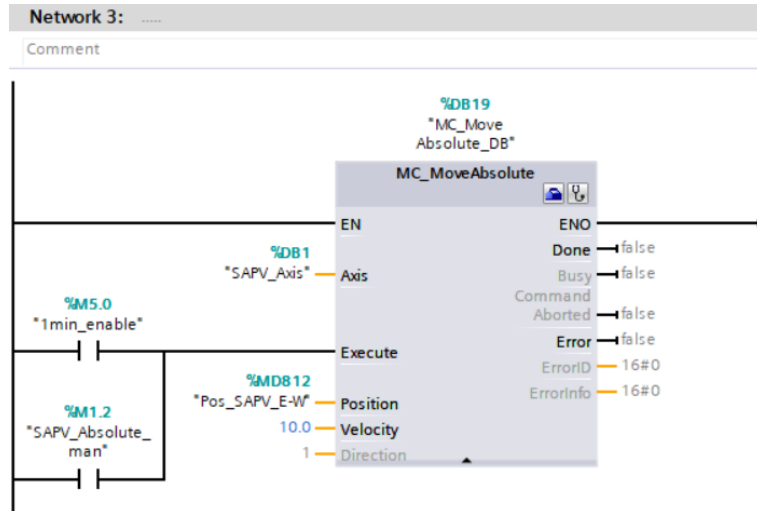 Network 3: .....
Comment
%DB19
"MC_Move
Absolute_DB"
MC_MoveAbsolute
EN
ENO
Done
false
%DB1
"SAPV_Axis"
Axis
Busy
false
Command
Aborted
false
%M5.0
"1min_enable"
Execute
Error
false
ErrorID
16#0
%MD812
"Pos_SAPV_E-W"
Position
ErrorInfo
16#0
10.0
Velocity
1
Direction
%M1.2
"SAPV_Absolute_
man"